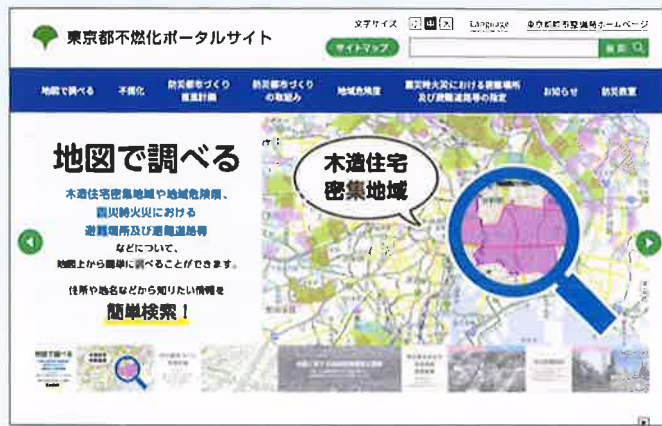 東京都不燃化ポータルサイト
文字サイズ 小 中 大 Language 東京都都市整備局ホームページ
サイトマップ 検索
地図で調べる 不燃化 防災都市づくり推進計画 防災都市づくりの取組み 地域危険度 震災時火災における避難場所及び避難道路等の指定 お知らせ 防災教室
地図で調べる
木造住宅密集地域や地域危険度、
震災時火災における
避難場所及び避難道路等
などについて、
地図上から簡単に調べることができます。
住所や地名などから知りたい情報を
簡単検索！
木造住宅
密集地域